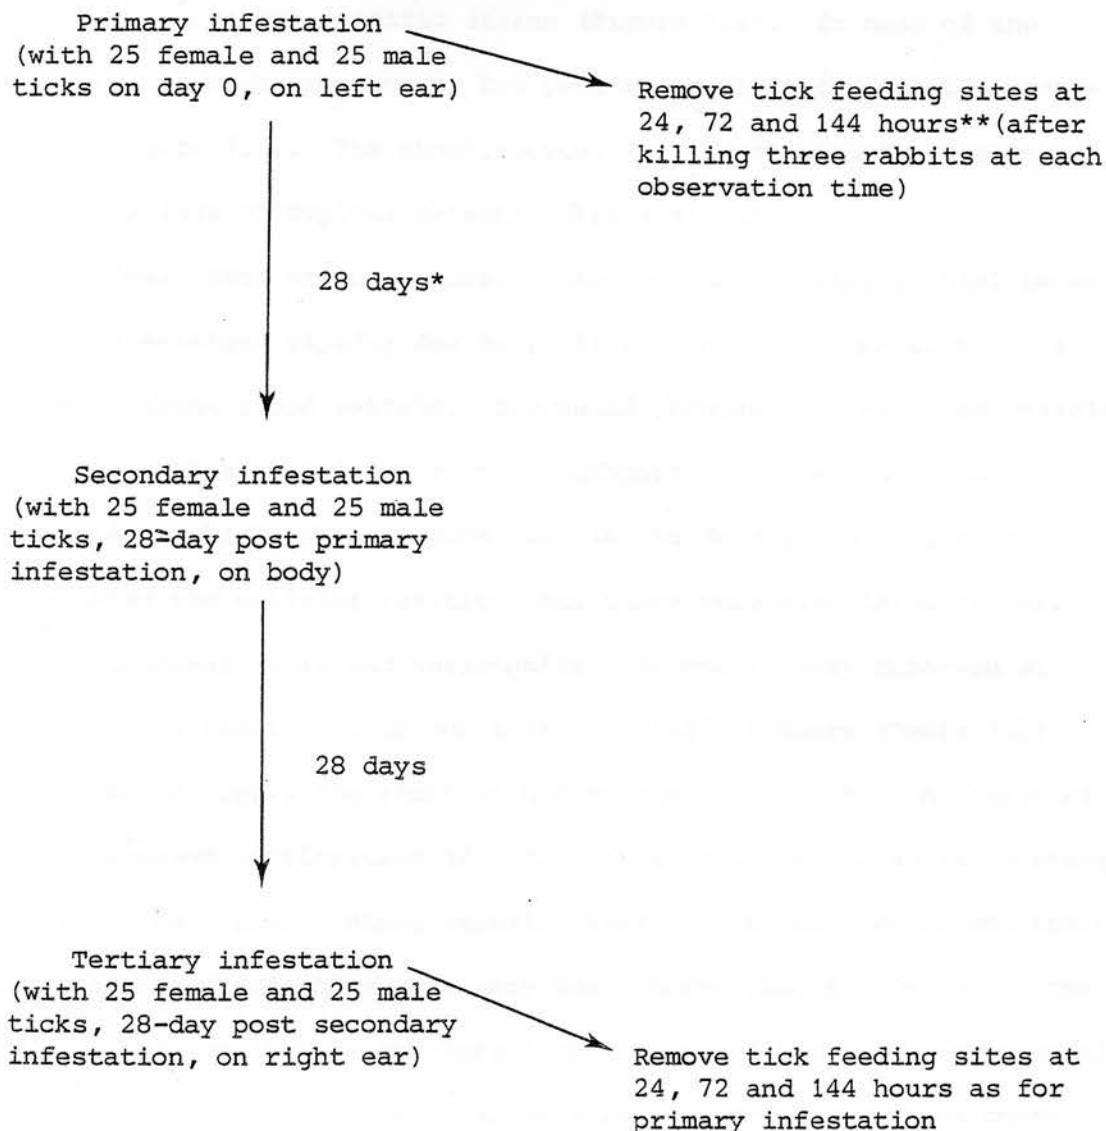 Primary infestation
(with 25 female and 25 male
ticks on day 0, on left ear)
Remove tick feeding sites at
24, 72 and 144 hours**(after
killing three rabbits at each
observation time)
28 days*
Secondary infestation
(with 25 female and 25 male
ticks, 28-day post primary
infestation, on body)
28 days
Tertiary infestation
(with 25 female and 25 male
ticks, 28-day post secondary
infestation, on right ear)
Remove tick feeding sites at
24, 72 and 144 hours as for
primary infestation